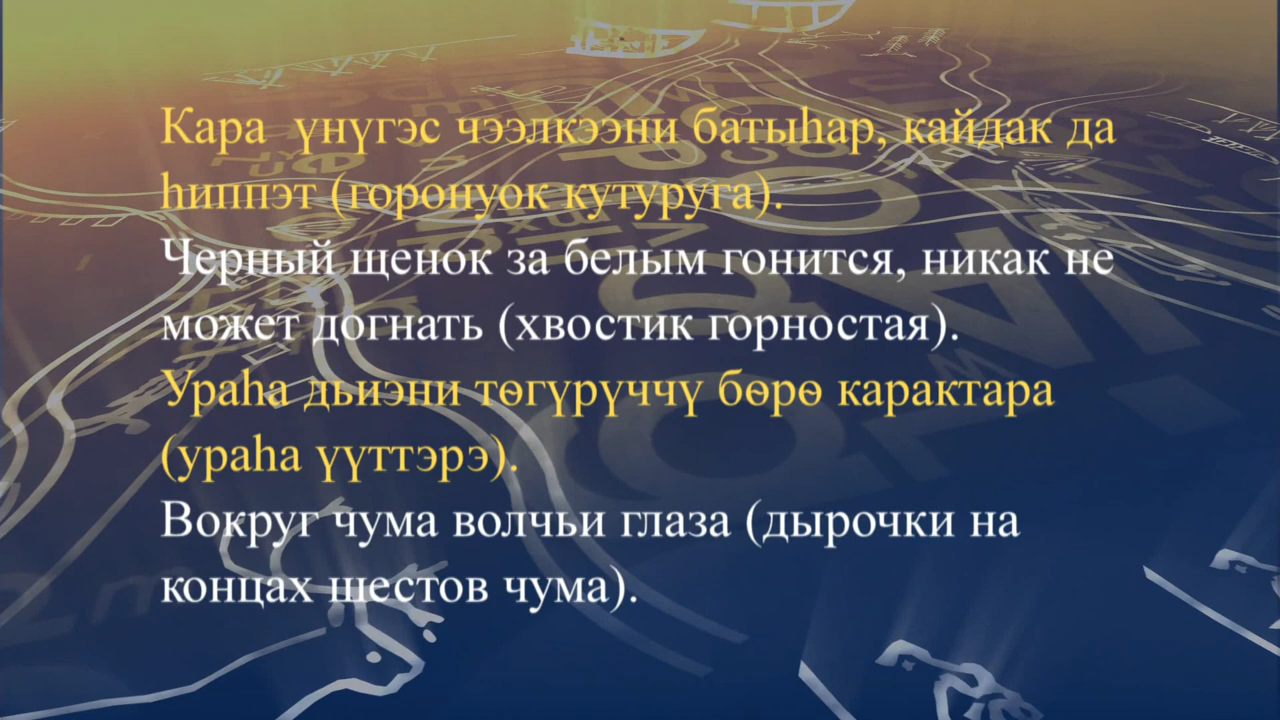 Кара үнүгэс чээлкээни батыһар, кайдак да
һиппэт (горонуок кутуруга).
Черный щенок за белым гонится, никак не
может догнать (хвостик горностая).
Ураһа дьиэни төгүрүччү бөрө карактара
(ураһа үүттэрэ).
Вокруг чума волчьи глаза (дырочки на
концах шестов чума).